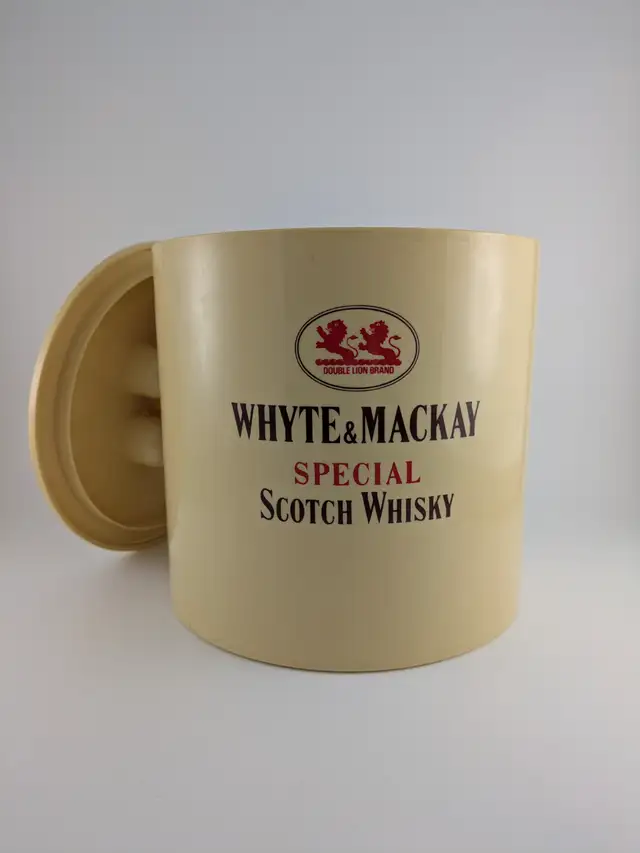 DOUBLE LION BRAND
WHYTE & MACKAY
SPECIAL
SCOTCH WHISKY